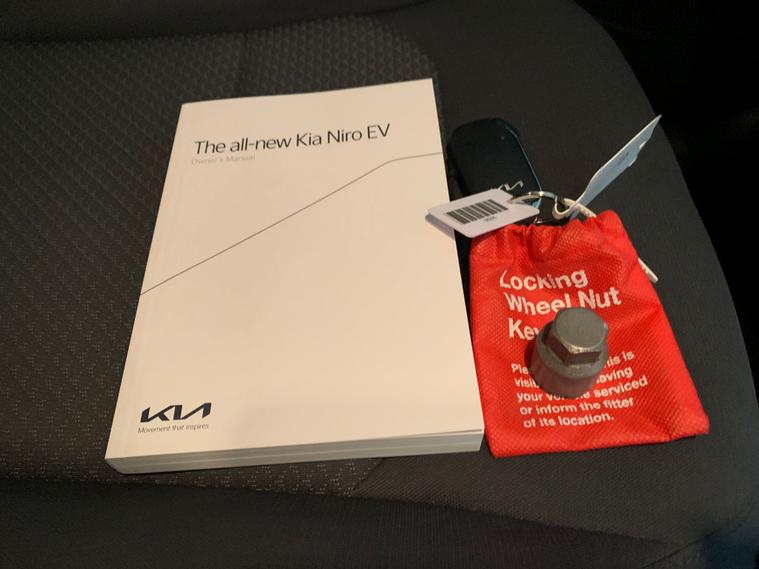 The all-new Kia Niro EV
Owner's Manual
KIA
Movement that inspires
Locking
Wheel Nut
Key
is
your serviced
or inform the fitter
of its location.